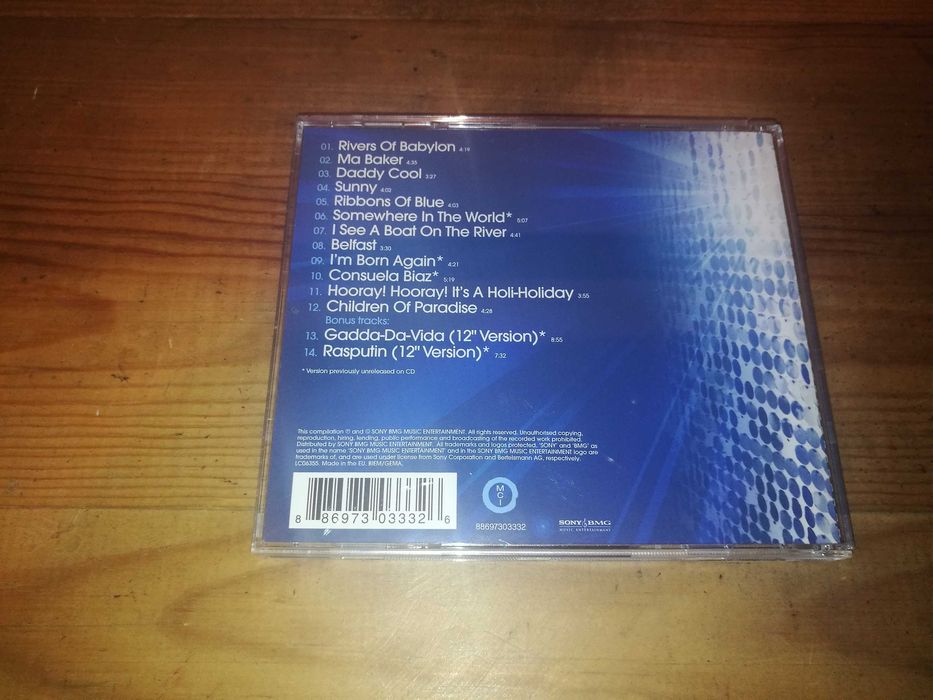 01. Rivers Of Babylon 4:19
02. Ma Baker 4:35
03. Daddy Cool 3:27
04. Sunny 4:02
05. Ribbons Of Blue 4:03
06. Somewhere In The World* 5:07
07. I See A Boat On The River 4:41
08. Belfast 3:30
09. I'm Born Again* 4:21
10. Consuela Biaz* 5:19
11. Hooray! Hooray! It's A Holi-Holiday 3:55
12. Children Of Paradise 4:28
Bonus tracks:
13. Gadda-Da-Vida (12" Version)* 8:55
14. Rasputin (12" Version)* 7:32
* Version previously unreleased on CD
This compilation ℗ and © SONY BMG MUSIC ENTERTAINMENT. All rights reserved. Unauthorised copying,
reproduction, hiring, lending, public performance and broadcasting of the recorded work prohibited.
Distributed by SONY BMG MUSIC ENTERTAINMENT. All trademarks and logos protected. 'SONY' and 'BMG' as
used in the name 'SONY BMG MUSIC ENTERTAINMENT' and in the SONY BMG MUSIC ENTERTAINMENT logo are
trademarks of, and are used under license from Sony Corporation and Bertelsmann AG, respectively.
LC06355. Made in the EU. BIEM/GEMA.
8 86973 03332 6
MCI
88697303332
SONY BMG
MUSIC ENTERTAINMENT